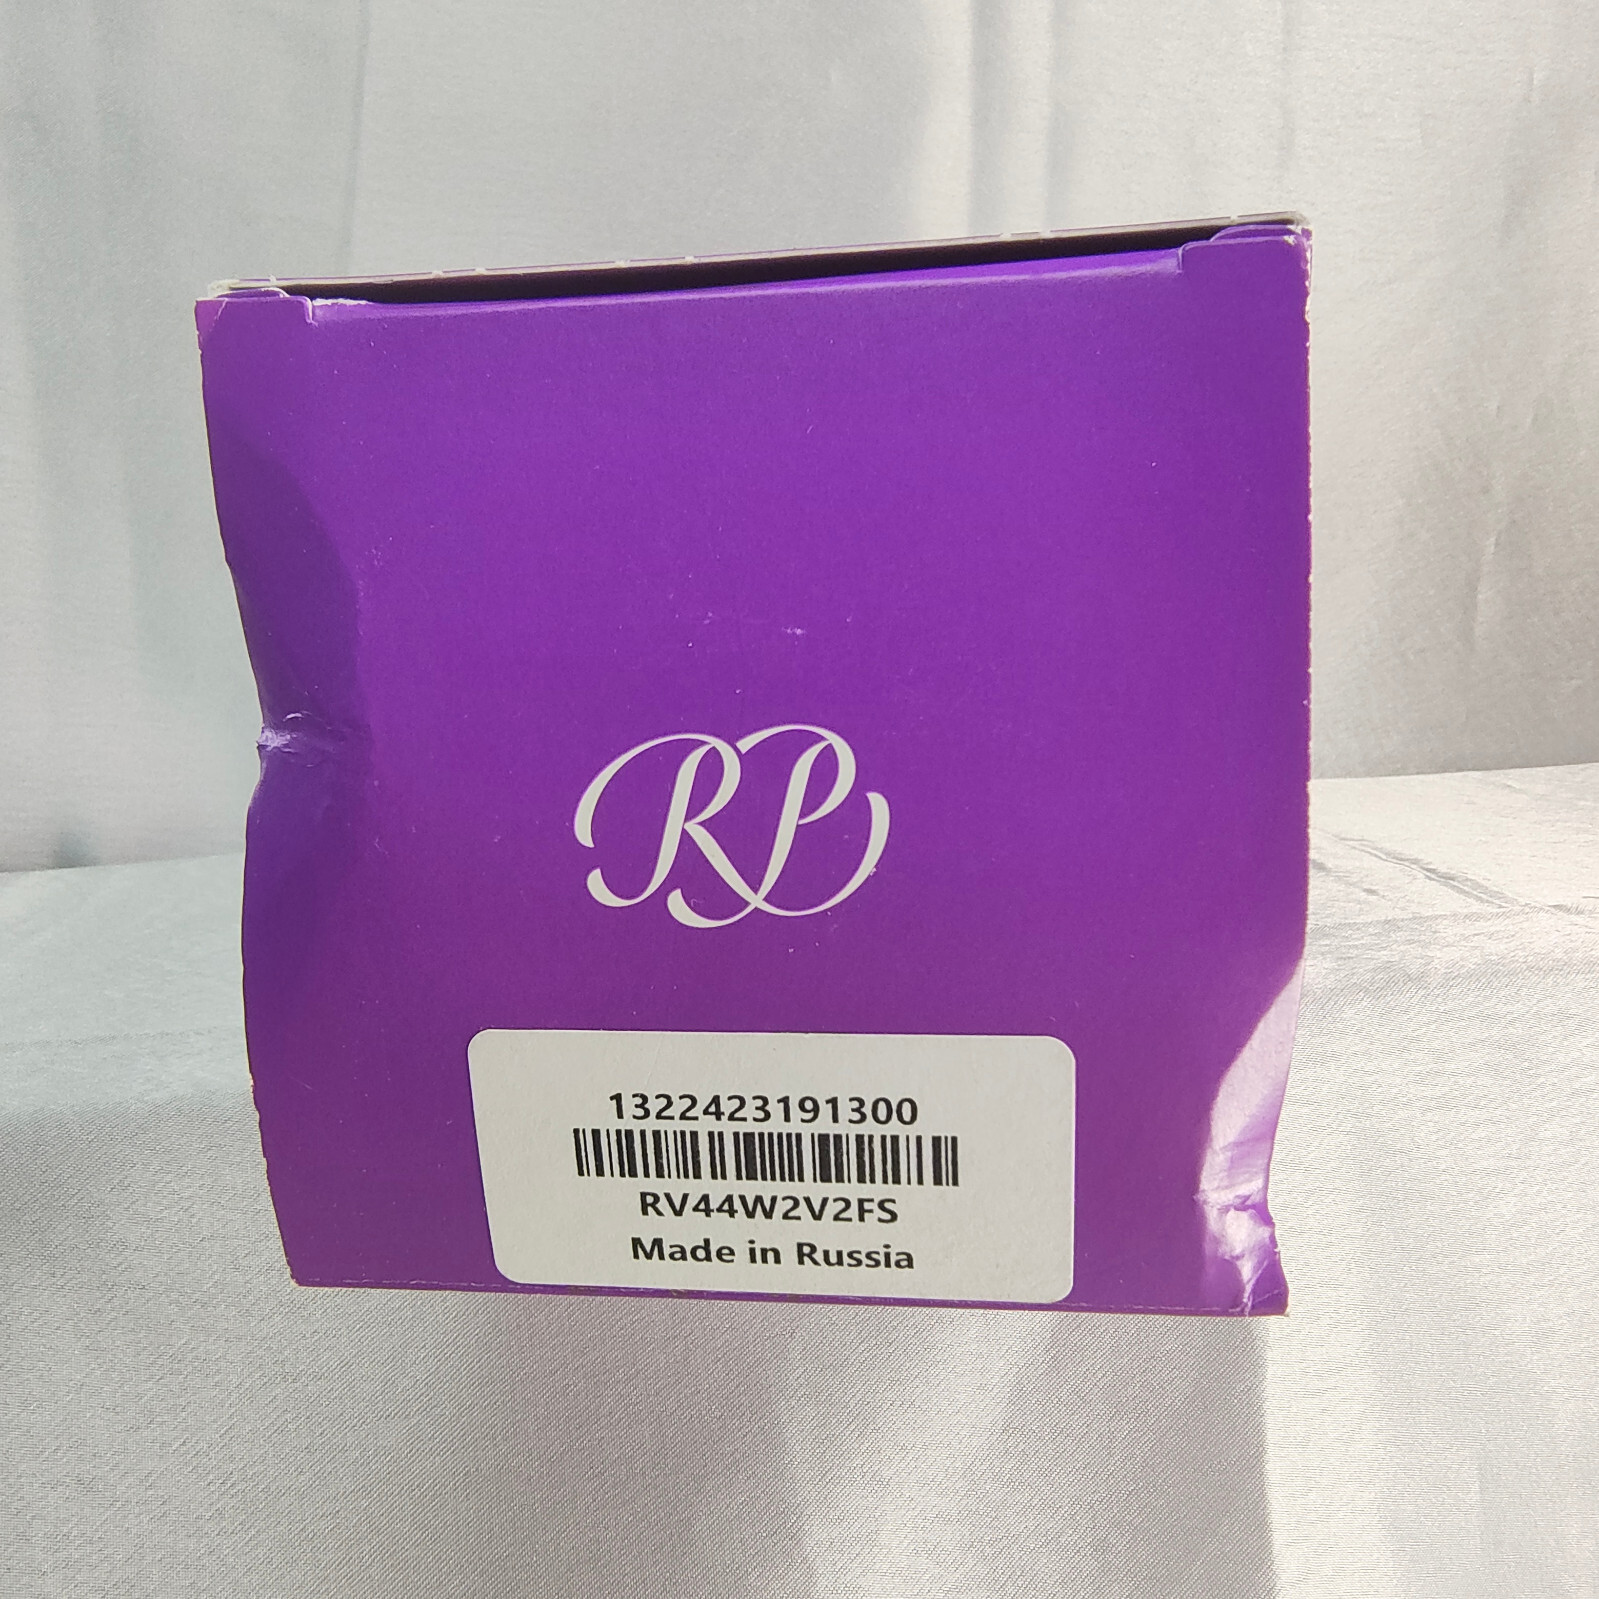 RP
1322423191300
RV44W2V2FS
Made in Russia